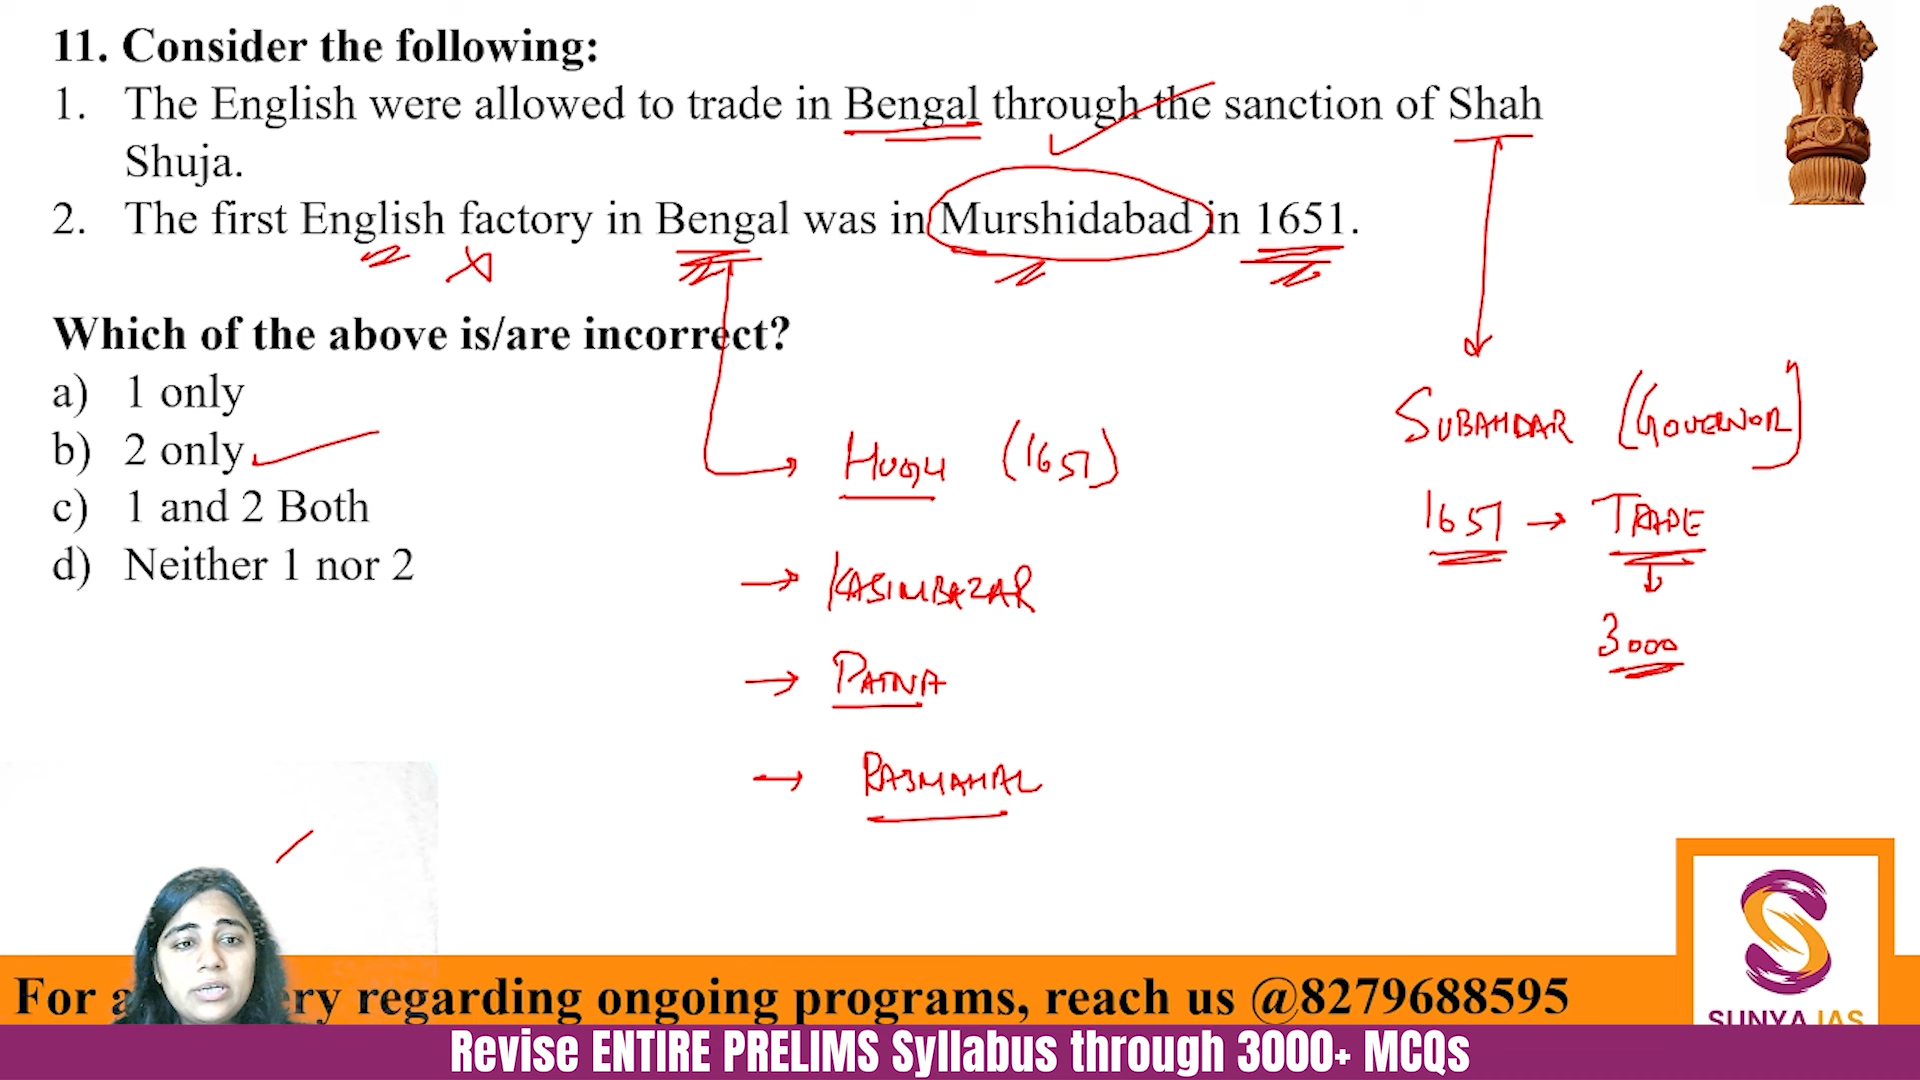 11. Consider the following:
1. The English were allowed to trade in Bengal through the sanction of Shah
Shuja.
2. The first English factory in Bengal was in Murshidabad in 1651.
Which of the above is/are incorrect?
a) 1 only
b) 2 only
c) 1 and 2 Both
d) Neither 1 nor 2
SUBAHDAR (GOVERNOR)
HUGLI (1651)
1651 → TRADE
→ KASIMBAZAR
3000
→ PATNA
→ RAJMAHAL
For a ry regarding ongoing programs, reach us @8279688595
SUNYA IAS
Revise ENTIRE PRELIMS Syllabus through 3000+ MCQs